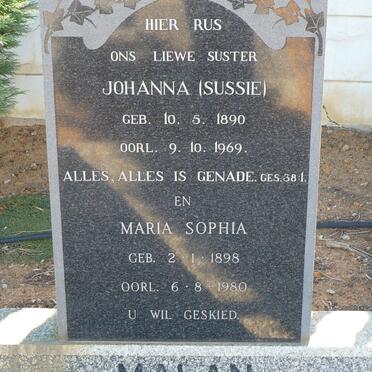 HIER RUS
ONS LIEWE SUSTER
JOHANNA (SUSSIE)
GEB. 10. 5. 1890
OORL. 9. 10. 1969.
ALLES, ALLES IS GENADE. GES. 38:1.
EN
MARIA SOPHIA
GEB. 2·1·1898
OORL. 6·8·1980
U WIL GESKIED.
MALAN